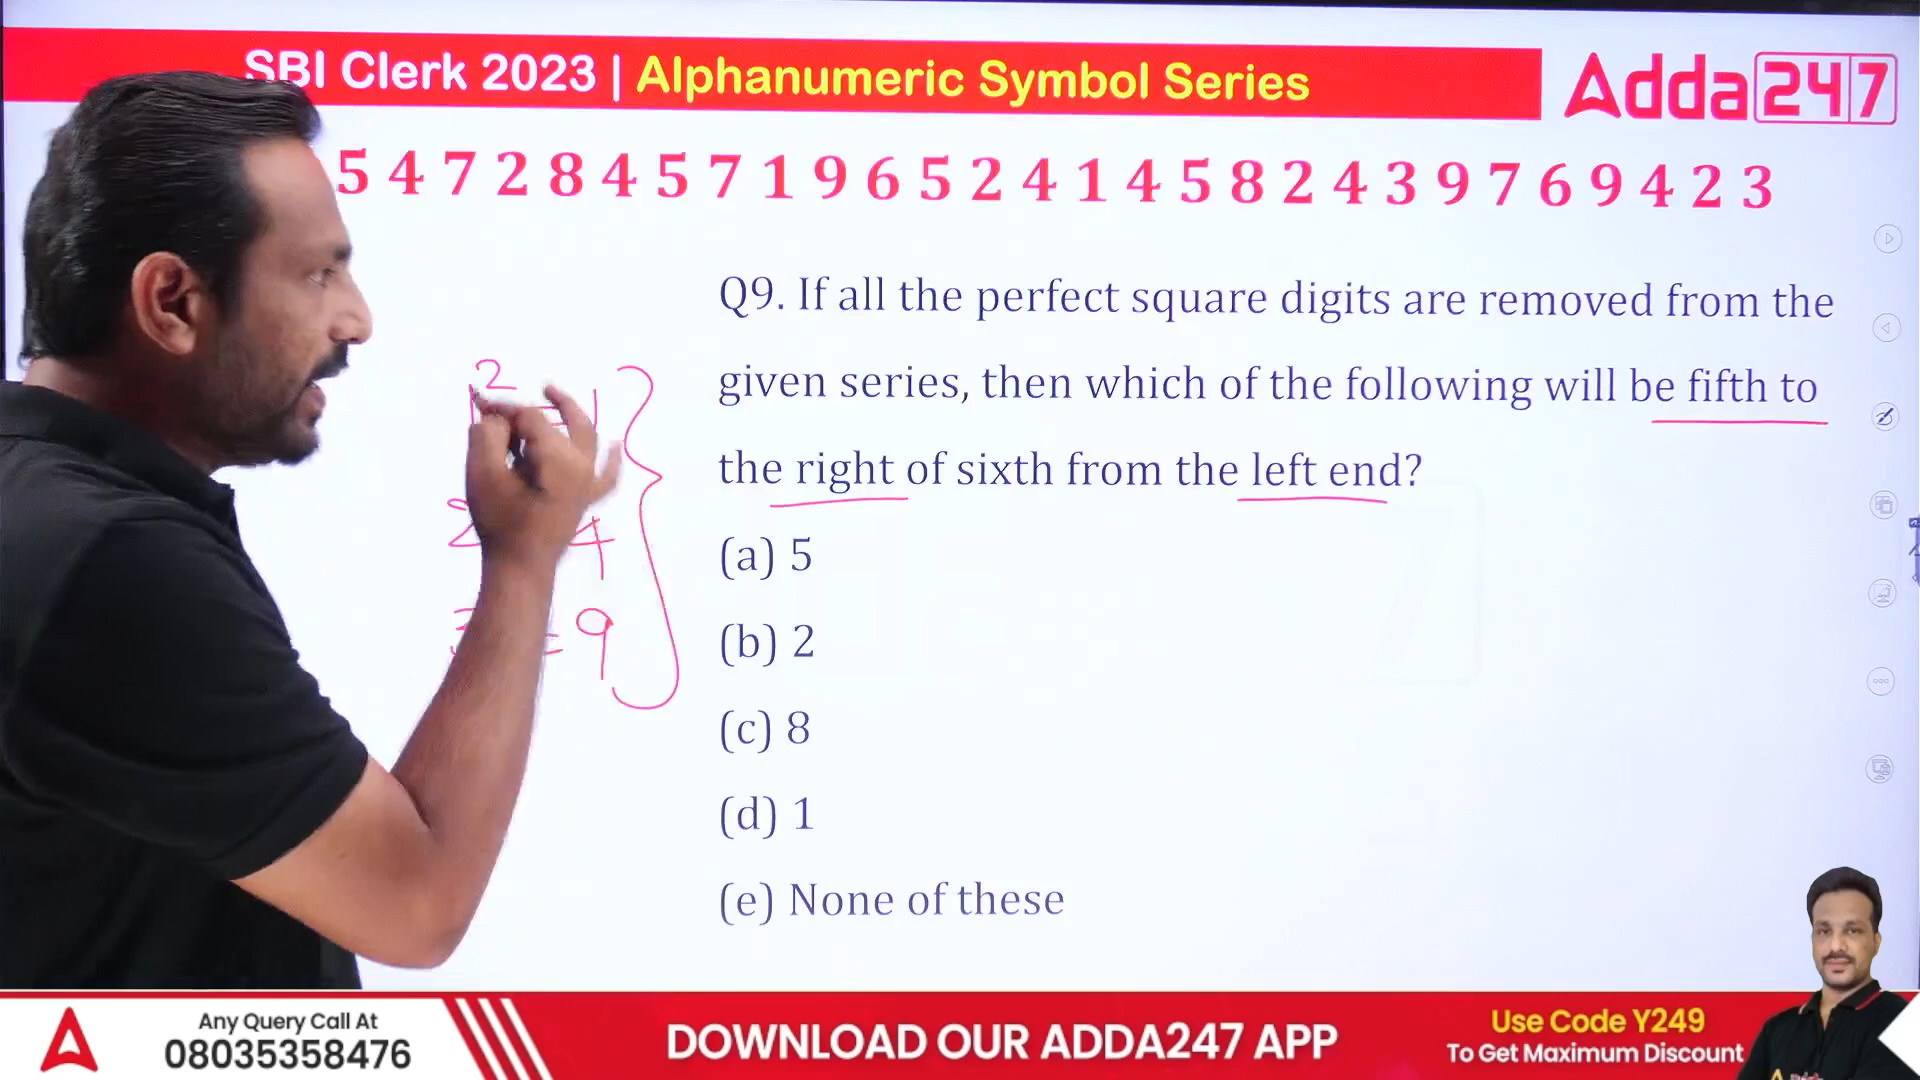 SBI Clerk 2023 | Alphanumeric Symbol Series
Adda247
5 4 7 2 8 4 5 7 1 9 6 5 2 4 1 4 5 8 2 4 3 9 7 6 9 4 2 3
Q9. If all the perfect square digits are removed from the
given series, then which of the following will be fifth to
the right of sixth from the left end?
2
4
= 9
(a) 5
(b) 2
(c) 8
(d) 1
(e) None of these
Any Query Call At
08035358476
DOWNLOAD OUR ADDA247 APP
Use Code Y249
To Get Maximum Discount